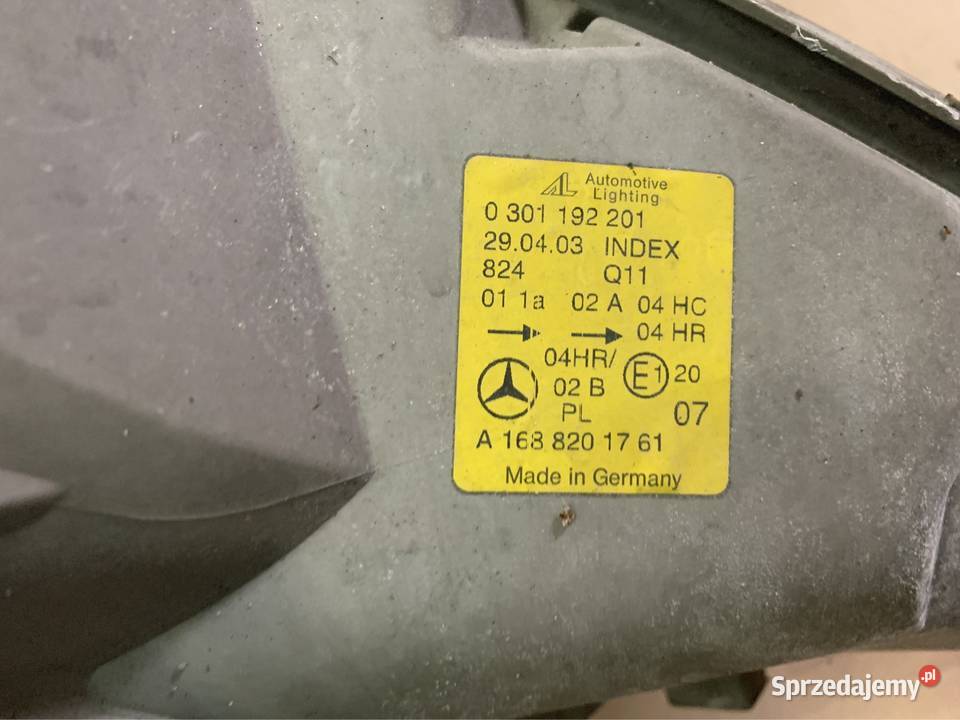 AL Automotive
Lighting
0 301 192 201
29.04.03 INDEX
824 Q11
01 1a 02 A 04 HC
04 HR
04HR/
02 B E1 20
PL 07
A 168 820 17 61
Made in Germany
Sprzedajemy.pl